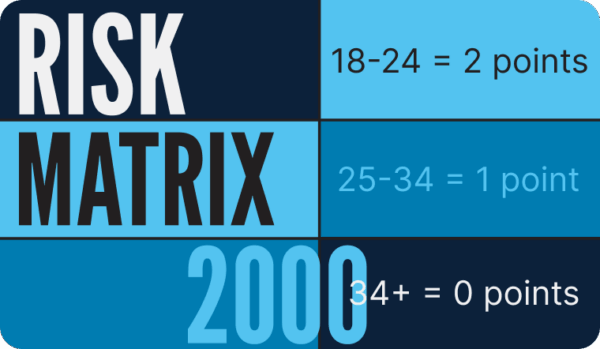 RISK
18-24 = 2 points
MATRIX
25-34 = 1 point
2000
34+ = 0 points